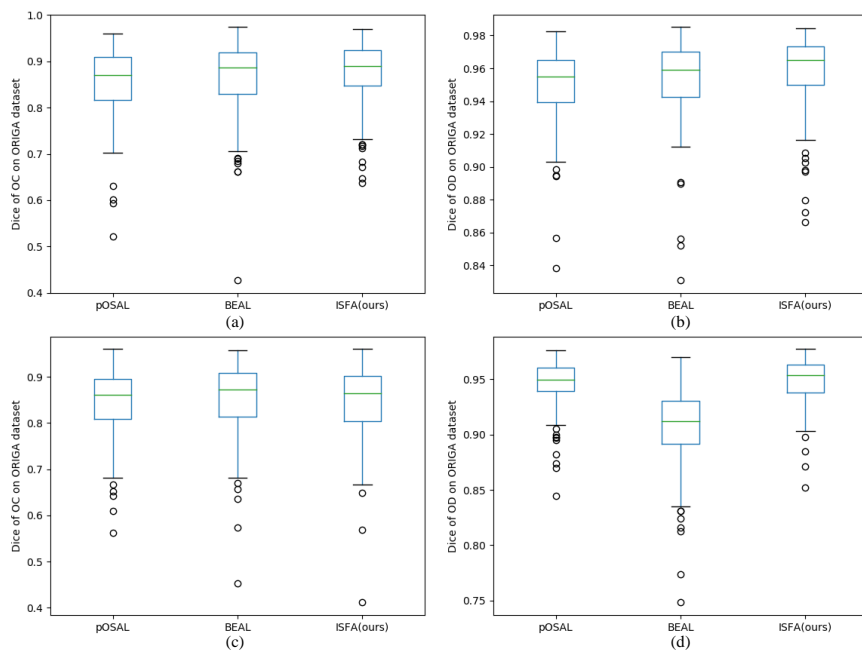 Dice of OC on ORIGA dataset
1.0
0.9
0.8
0.7
0.6
0.5
0.4
pOSAL BEAL ISFA(ours)
(a)
Dice of OD on ORIGA dataset
0.98
0.96
0.94
0.92
0.90
0.88
0.86
0.84
pOSAL BEAL ISFA(ours)
(b)
Dice of OC on ORIGA dataset
0.9
0.8
0.7
0.6
0.5
0.4
pOSAL BEAL ISFA(ours)
(c)
Dice of OD on ORIGA dataset
0.95
0.90
0.85
0.80
0.75
pOSAL BEAL ISFA(ours)
(d)